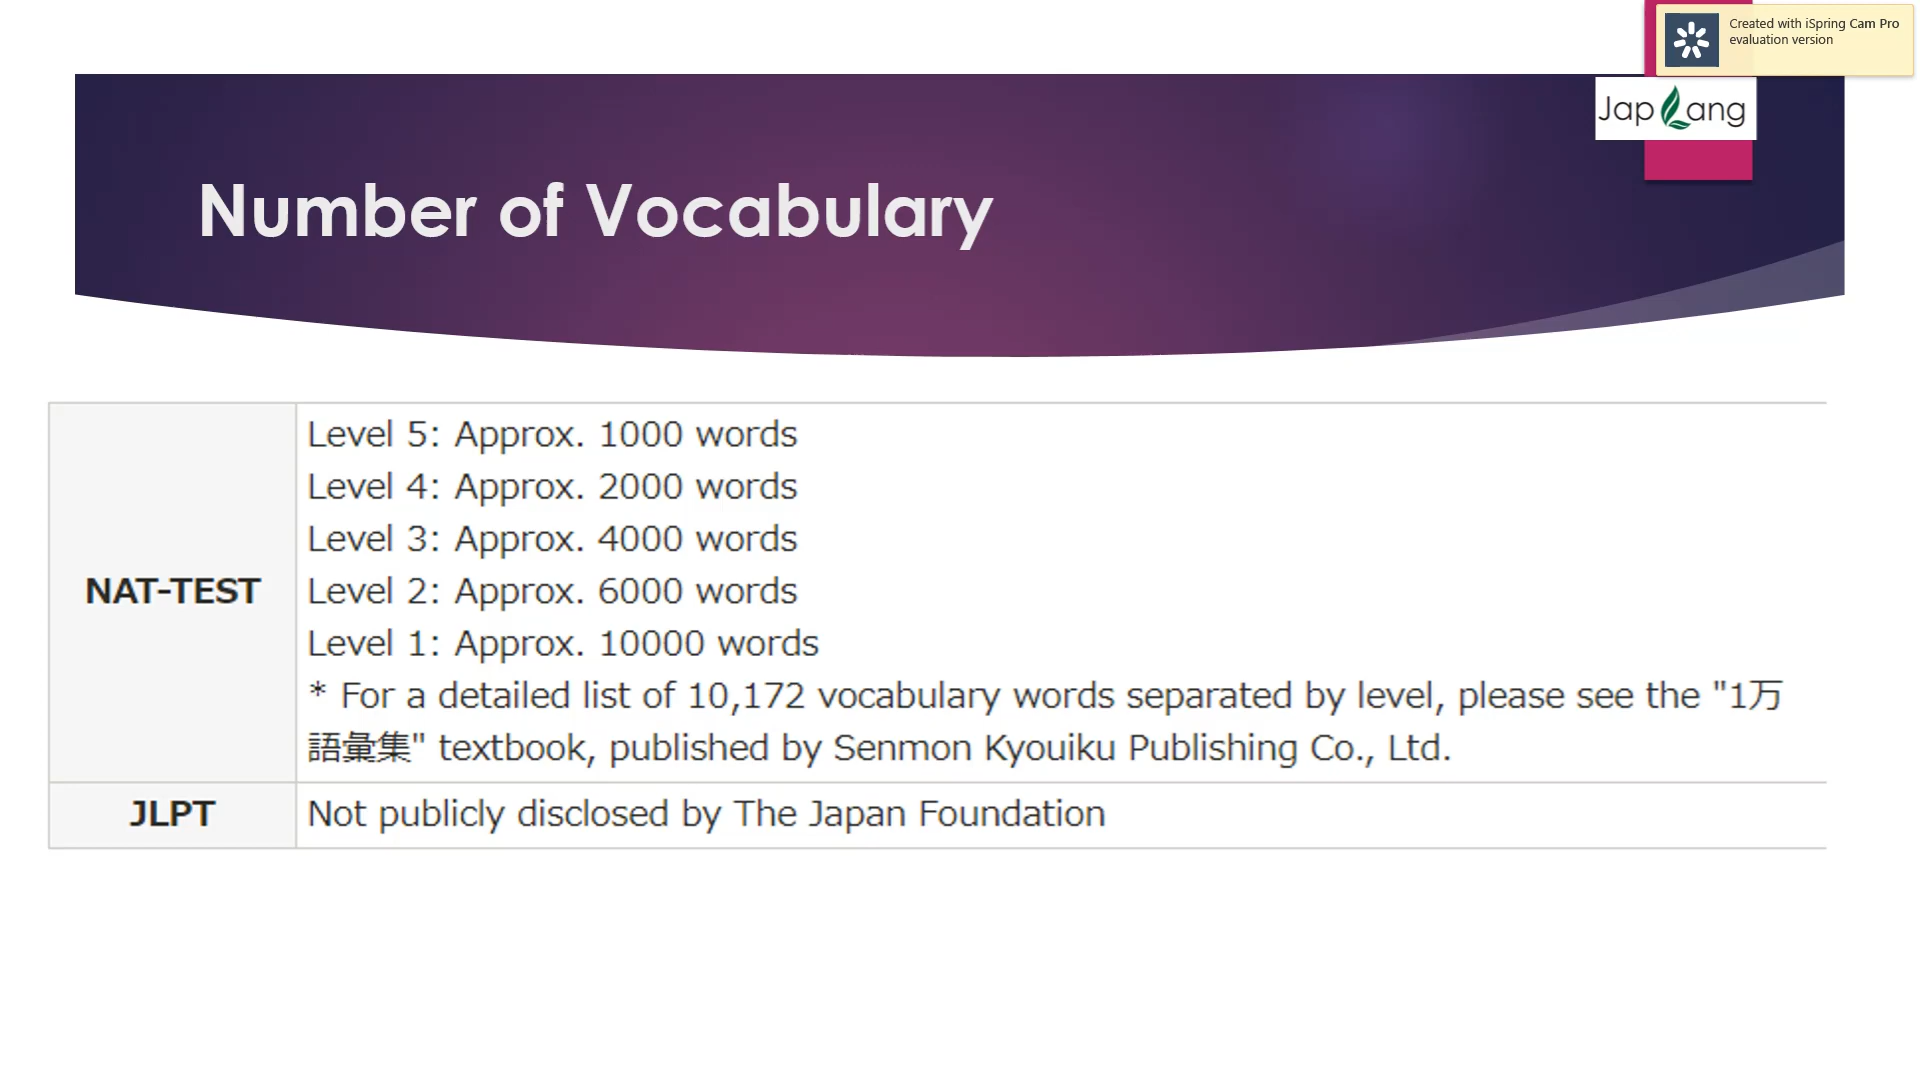 Created with iSpring Cam Pro
evaluation version
Jap Lang
Number of Vocabulary
Level 5: Approx. 1000 words
Level 4: Approx. 2000 words
Level 3: Approx. 4000 words
NAT-TEST
Level 2: Approx. 6000 words
Level 1: Approx. 10000 words
* For a detailed list of 10,172 vocabulary words separated by level, please see the "1万
語彙集" textbook, published by Senmon Kyouiku Publishing Co., Ltd.
JLPT
Not publicly disclosed by The Japan Foundation